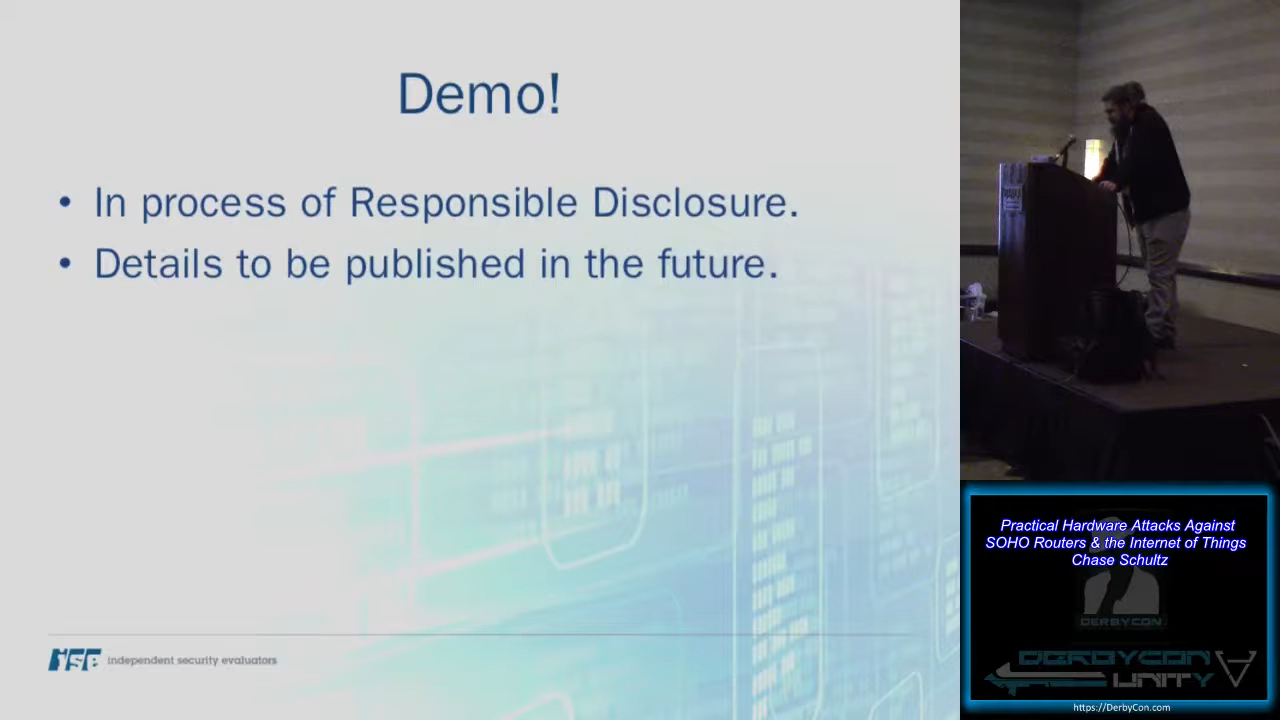 Demo!
• In process of Responsible Disclosure.
• Details to be published in the future.
ise independent security evaluators
Practical Hardware Attacks Against
SOHO Routers & the Internet of Things
Chase Schultz
DERBYCON
DERBYCON
UNITY
https://DerbyCon.com